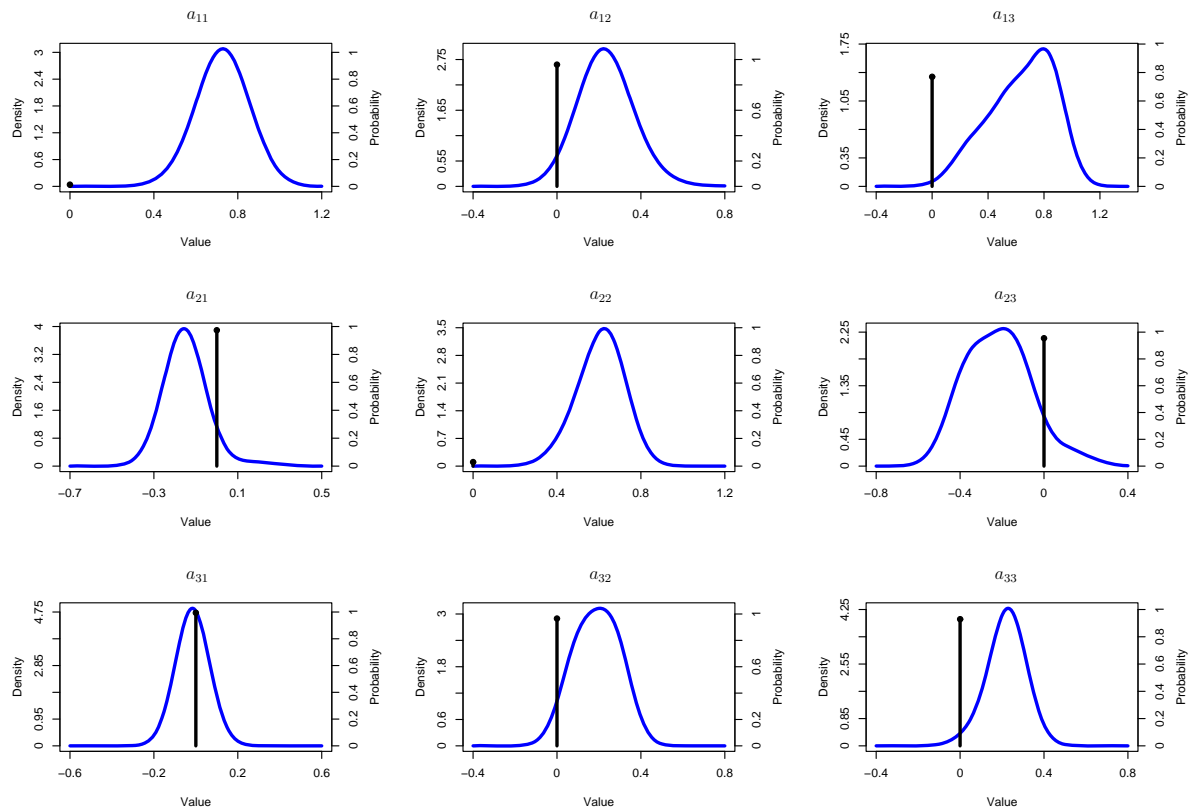 a11
Density
Probability
0 0.6 1.2 1.8 2.4 3
0 0.2 0.4 0.6 0.8 1
0 0.4 0.8 1.2
Value
a12
Density
Probability
0 0.55 1.65 2.75
0 0.2 0.6 1
−0.4 0 0.4 0.8
Value
a13
Density
Probability
0 0.35 1.05 1.75
0 0.2 0.4 0.6 0.8 1
−0.4 0 0.4 0.8 1.2
Value
a21
Density
Probability
0 0.8 1.6 2.4 3.2 4
0 0.2 0.4 0.6 0.8 1
−0.7 −0.3 0.1 0.5
Value
a22
Density
Probability
0 0.7 1.4 2.1 2.8 3.5
0 0.2 0.4 0.6 0.8 1
0 0.4 0.8 1.2
Value
a23
Density
Probability
0 0.45 1.35 2.25
0 0.2 0.4 0.6 0.8 1
−0.8 −0.4 0 0.4
Value
a31
Density
Probability
0 0.95 2.85 4.75
0 0.2 0.4 0.6 0.8 1
−0.6 −0.2 0.2 0.6
Value
a32
Density
Probability
0 0.6 1.8 3
0 0.2 0.6 1
−0.4 0 0.4 0.8
Value
a33
Density
Probability
0 0.85 2.55 4.25
0 0.2 0.4 0.6 0.8 1
−0.4 0 0.4 0.8
Value